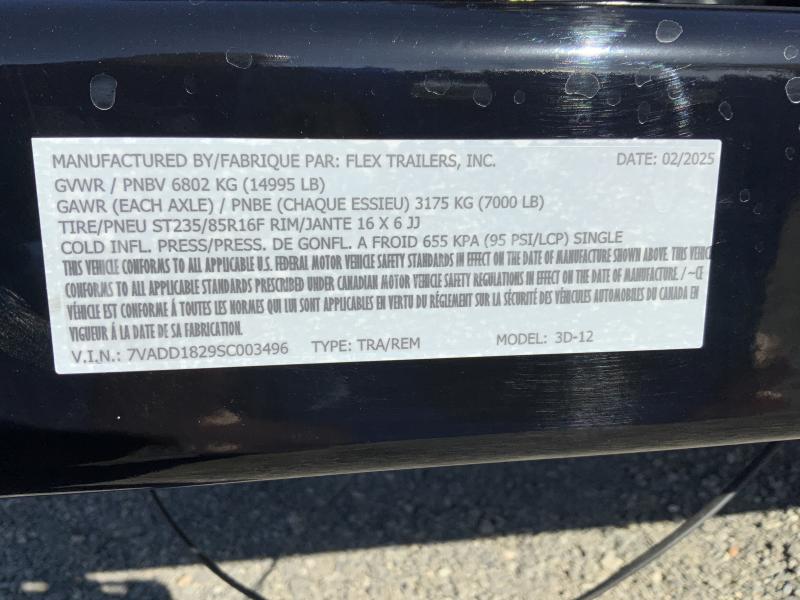 MANUFACTURED BY/FABRIQUE PAR: FLEX TRAILERS, INC. DATE: 02/2025
GVWR / PNBV 6802 KG (14995 LB)
GAWR (EACH AXLE) / PNBE (CHAQUE ESSIEU) 3175 KG (7000 LB)
TIRE/PNEU ST235/85R16F RIM/JANTE 16 X 6 JJ
COLD INFL. PRESS/PRESS. DE GONFL. A FROID 655 KPA (95 PSI/LCP) SINGLE
THIS VEHICLE CONFORMS TO ALL APPLICABLE U.S. FEDERAL MOTOR VEHICLE SAFETY STANDARDS IN EFFECT ON THE DATE OF MANUFACTURE SHOWN ABOVE. THIS VEHIC
CONFORMS TO ALL APPLICABLE STANDARDS PRESCRIBED UNDER CANADIAN MOTOR VEHICLE SAFETY REGULATIONS IN EFFECT ON THE DATE OF MANUFACTURE. / ~CE
VÉHICLE EST CONFORME À TOUTES LES NORMES QUI LUI SONT APPLICABLES EN VERTU DU RÉGLEMENT SUR LA SÉCURITÉ DES VÉHICULES AUTOMOBILES DU CANADA EN
VIGUEUR À LA DATE DE SA FABRICATION.
V.I.N.: 7VADD1829SC003496 TYPE: TRA/REM MODEL: 3D-12